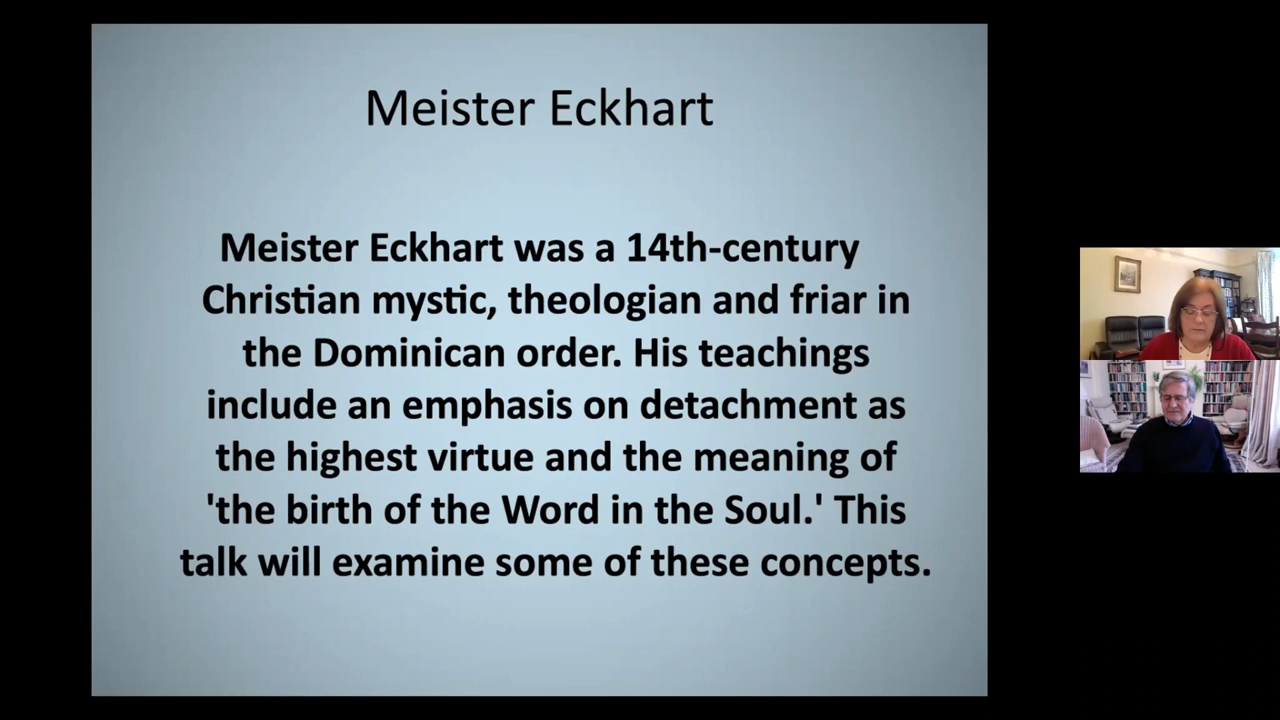 Meister Eckhart
Meister Eckhart was a 14th-century
Christian mystic, theologian and friar in
the Dominican order. His teachings
include an emphasis on detachment as
the highest virtue and the meaning of
'the birth of the Word in the Soul.' This
talk will examine some of these concepts.